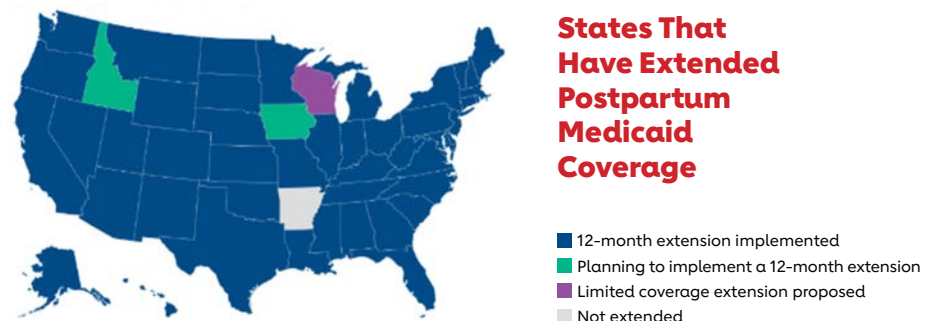 States That
Have Extended
Postpartum
Medicaid
Coverage
12-month extension implemented
Planning to implement a 12-month extension
Limited coverage extension proposed
Not extended